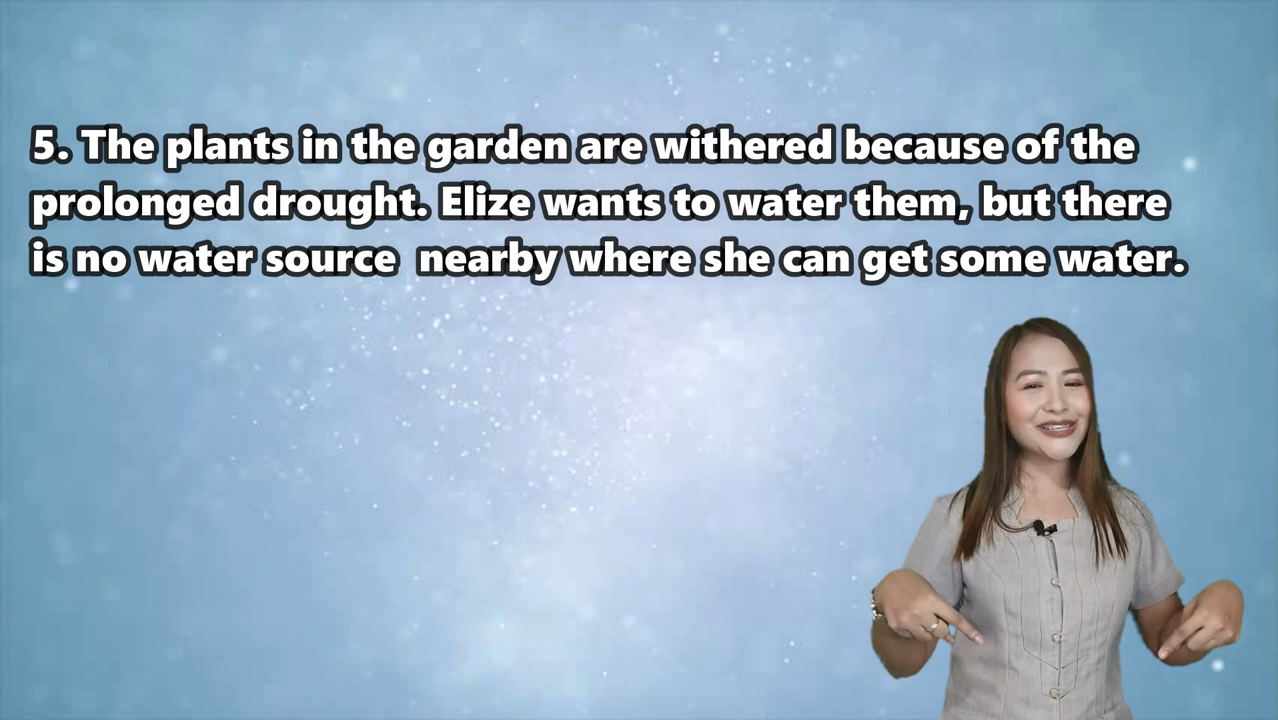 5. The plants in the garden are withered because of the
prolonged drought. Elize wants to water them, but there
is no water source  nearby where she can get some water.